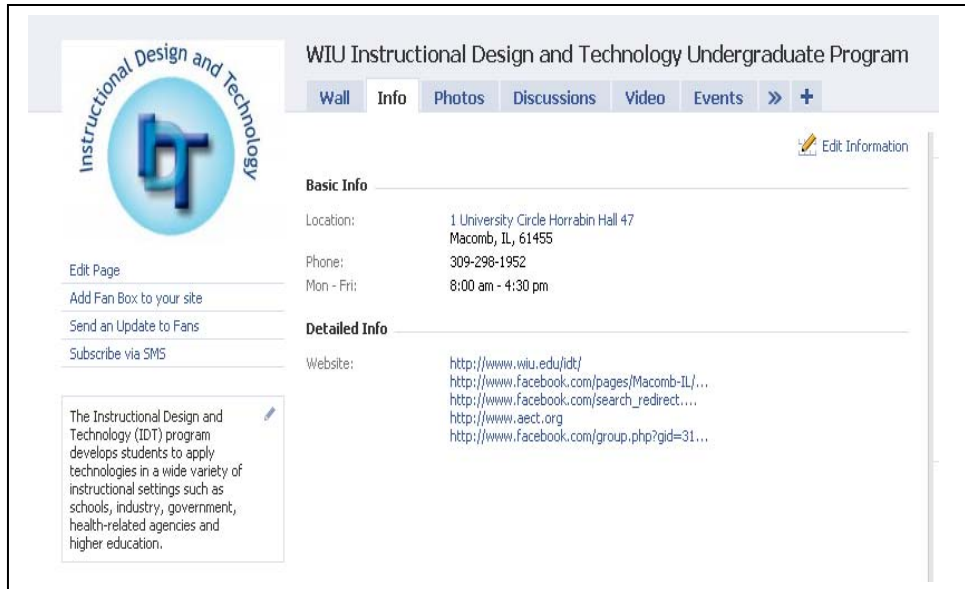 Instructional Design and Technology
IDT
WIU Instructional Design and Technology Undergraduate Program
Wall Info Photos Discussions Video Events » +
Edit Information
Basic Info
Location: 1 University Circle Horrabin Hall 47
Macomb, IL, 61455
Phone: 309-298-1952
Mon - Fri: 8:00 am - 4:30 pm
Detailed Info
Website: http://www.wiu.edu/idt/
http://www.facebook.com/pages/Macomb-IL/...
http://www.facebook.com/search_redirect....
http://www.aect.org
http://www.facebook.com/group.php?gid=31...
Edit Page
Add Fan Box to your site
Send an Update to Fans
Subscribe via SMS
The Instructional Design and
Technology (IDT) program
develops students to apply
technologies in a wide variety of
instructional settings such as
schools, industry, government,
health-related agencies and
higher education.